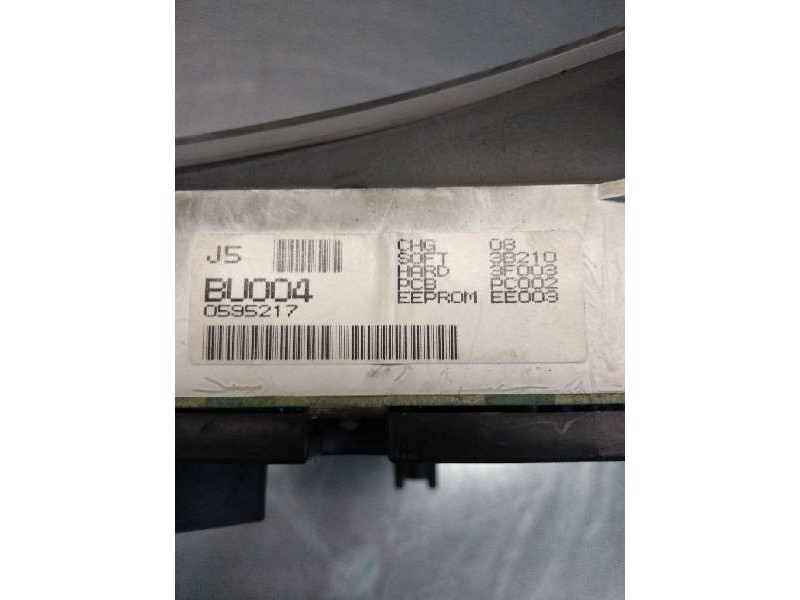 J5
BU004
0595217
CHG 08
SOFT 3B210
HARD 3F003
PCB PC002
EEPROM EE003